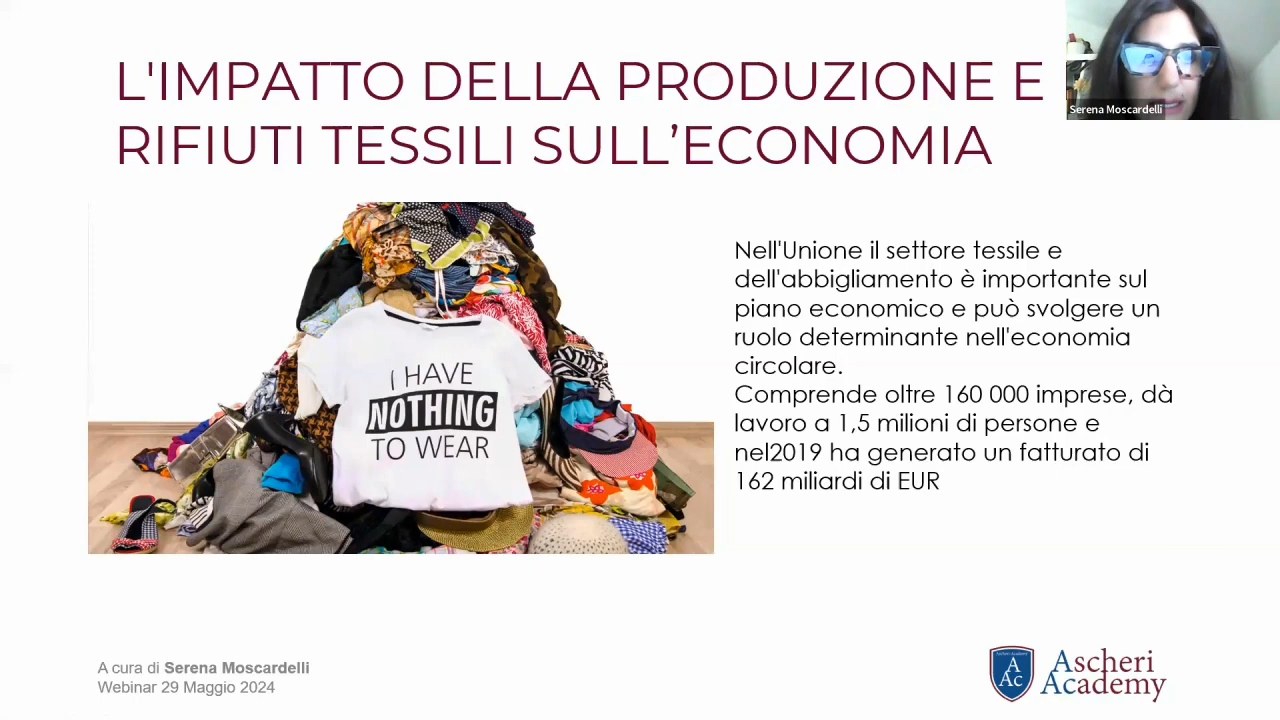 L'IMPATTO DELLA PRODUZIONE E
RIFIUTI TESSILI SULL’ECONOMIA
Serena Moscardelli
I HAVE
NOTHING
TO WEAR
Nell'Unione il settore tessile e
dell'abbigliamento è importante sul
piano economico e può svolgere un
ruolo determinante nell'economia
circolare.
Comprende oltre 160 000 imprese, dà
lavoro a 1,5 milioni di persone e
nel2019 ha generato un fatturato di
162 miliardi di EUR
A cura di Serena Moscardelli
Webinar 29 Maggio 2024
Ascheri Academy
A
Ac
Ascheri
Academy